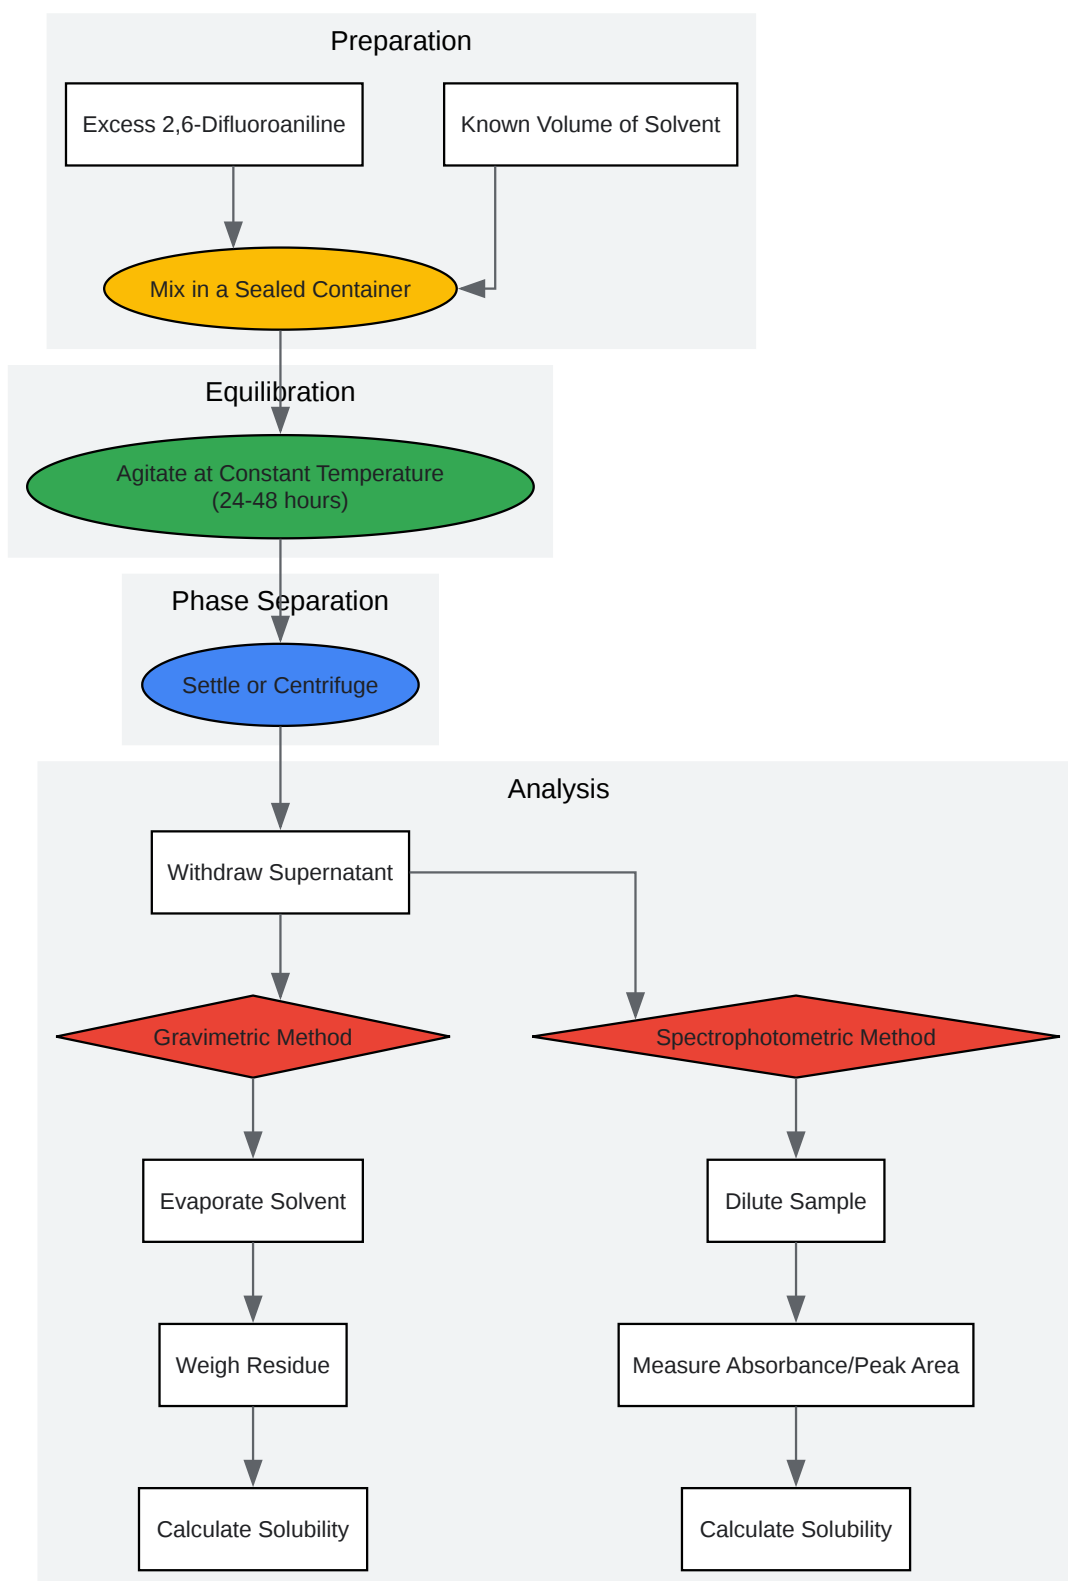 Preparation
Excess 2,6-Difluoroaniline
Known Volume of Solvent
Mix in a Sealed Container
Equilibration
Agitate at Constant Temperature
(24-48 hours)
Phase Separation
Settle or Centrifuge
Analysis
Withdraw Supernatant
Gravimetric Method
Spectrophotometric Method
Evaporate Solvent
Dilute Sample
Weigh Residue
Measure Absorbance/Peak Area
Calculate Solubility
Calculate Solubility